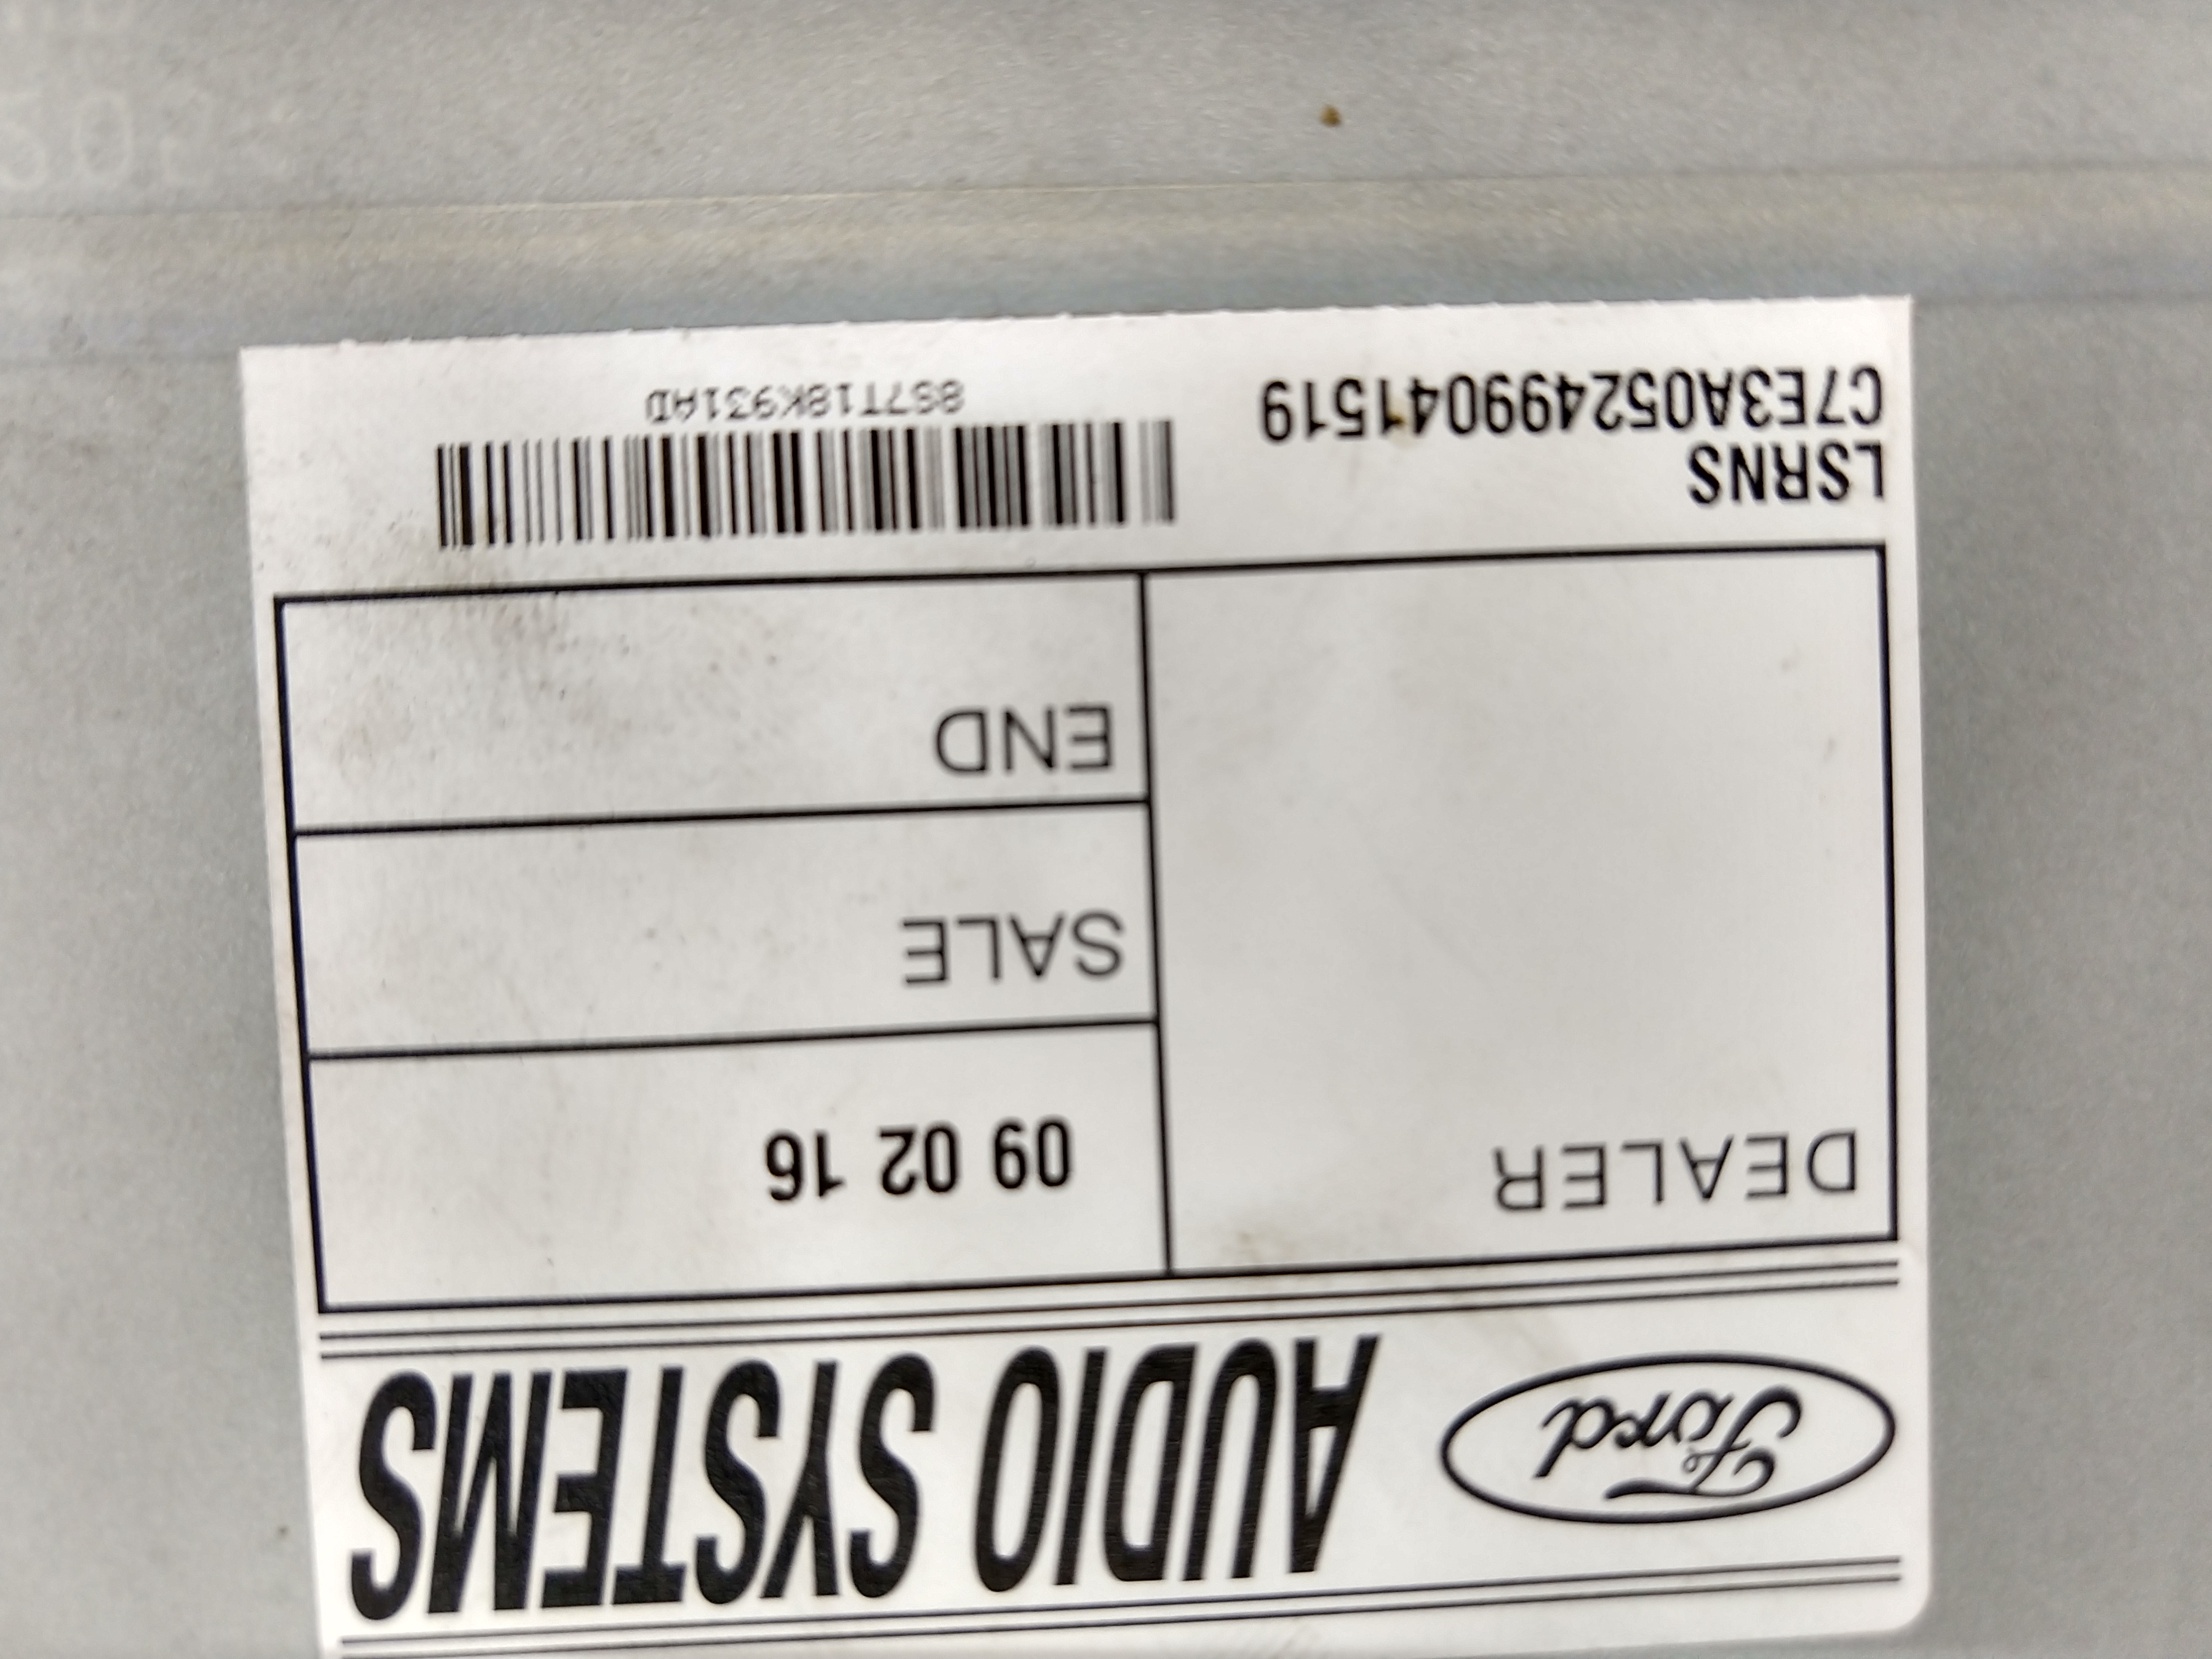 Ford AUDIO SYSTEMS
DEALER
09 02 16
SALE
END
LSRNS
C7E3A052499041519
8S7T18K931AD